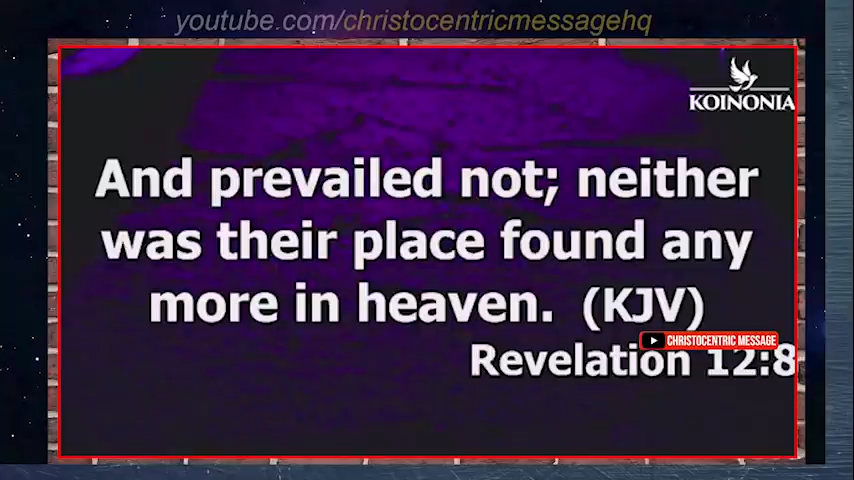 youtube.com/christocentricmessagehq
KOINONIA
And prevailed not; neither
was their place found any
more in heaven. (KJV)
CHRISTOCENTRIC MESSAGE
Revelation 12:8